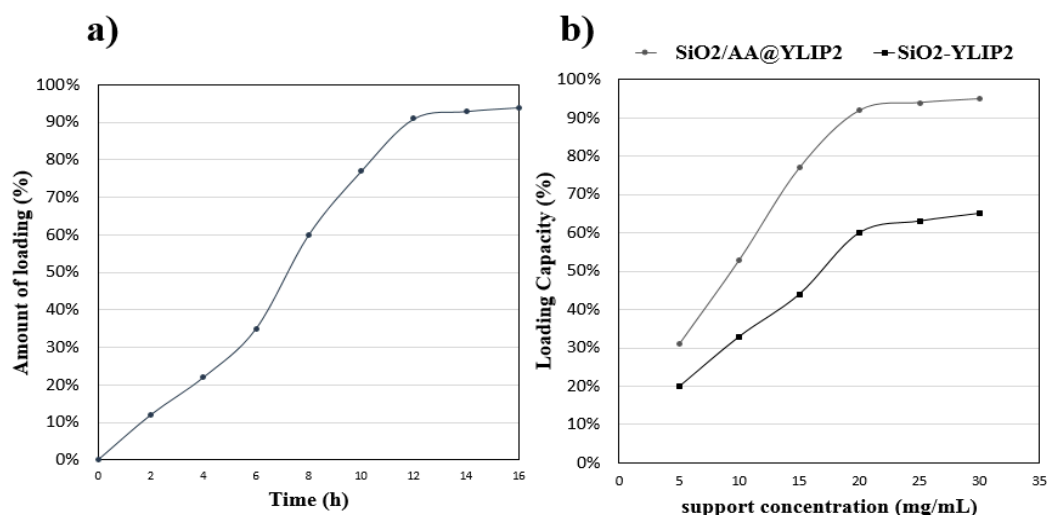 a)
100%
90%
80%
70%
60%
50%
40%
30%
20%
10%
0%
0 2 4 6 8 10 12 14 16
Amount of loading (%)
Time (h)
b)
SiO2/AA@YLIP2 SiO2-YLIP2
100%
90%
80%
70%
60%
50%
40%
30%
20%
10%
0%
0 5 10 15 20 25 30 35
Loading Capacity (%)
support concentration (mg/mL)